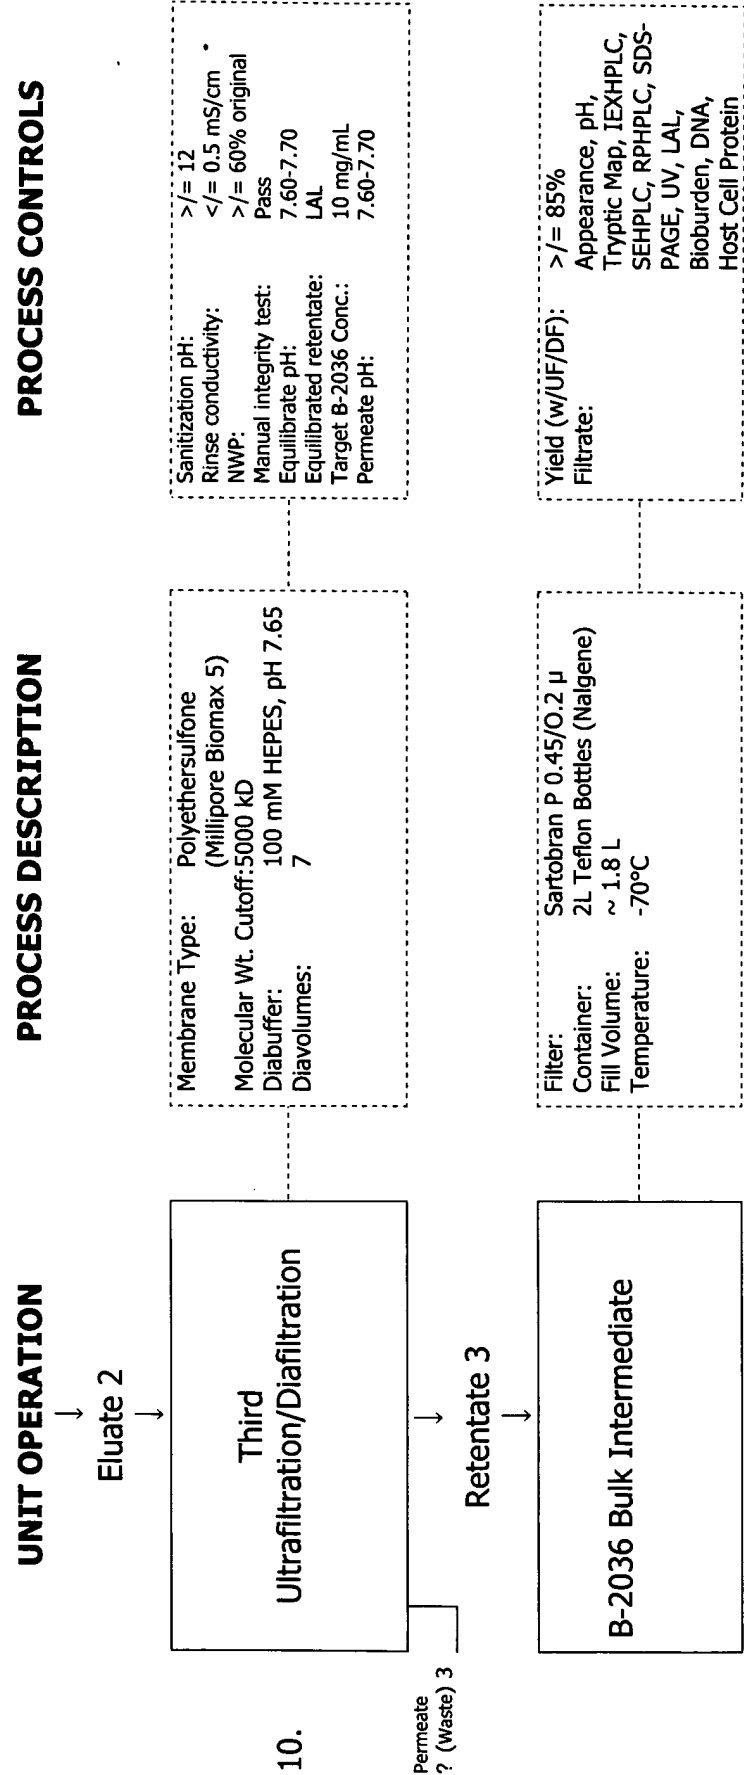 UNIT OPERATION
PROCESS DESCRIPTION
PROCESS CONTROLS
Eluate 2
10.
Third
Ultrafiltration/Diafiltration
Membrane Type: Polyethersulfone
(Millipore Biomax 5)
Molecular Wt. Cutoff:5000 kD
Diabuffer: 100 mM HEPES, pH 7.65
Diavolumes: 7
Sanitization pH: >/= 12
Rinse conductivity: </= 0.5 mS/cm
NWP: >/= 60% original
Manual integrity test: Pass
Equilibrate pH: 7.60-7.70
Equilibrated retentate: LAL
Target B-2036 Conc.: 10 mg/mL
Permeate pH: 7.60-7.70
Permeate
? (Waste) 3
Retentate 3
B-2036 Bulk Intermediate
Filter: Sartobran P 0.45/0.2 µ
Container: 2L Teflon Bottles (Nalgene)
Fill Volume: ~ 1.8 L
Temperature: -70°C
Yield (w/UF/DF): >/= 85%
Filtrate: Appearance, pH,
Tryptic Map, IEXHPLC,
SEHPLC, RPHPLC, SDS-
PAGE, UV, LAL,
Bioburden, DNA,
Host Cell Protein